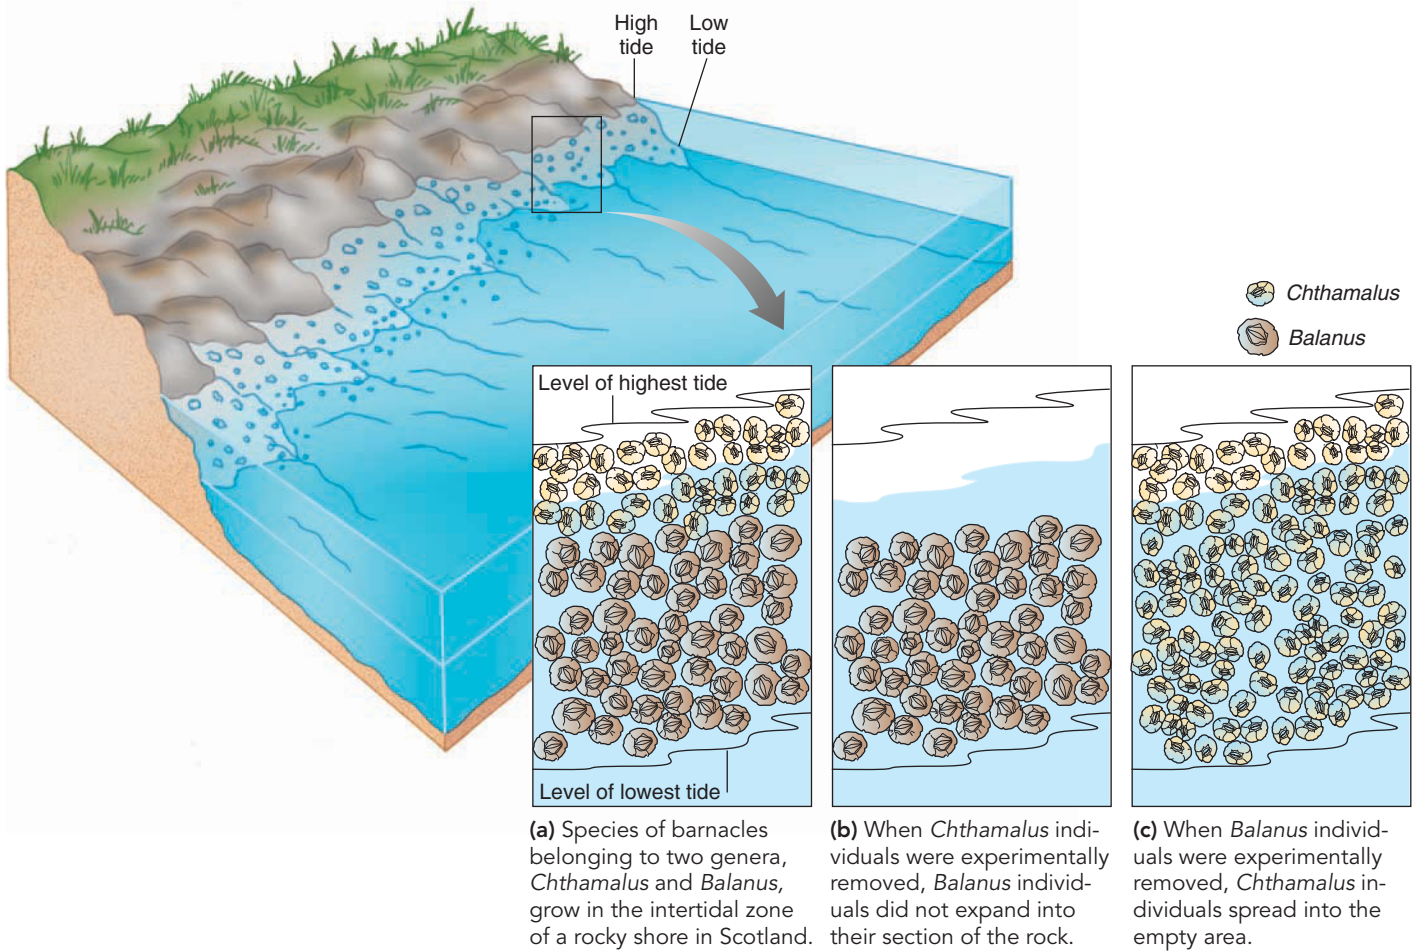 High
tide
Low
tide
Chthamalus
Balanus
Level of highest tide
Level of lowest tide
(a) Species of barnacles
belonging to two genera,
Chthamalus and Balanus,
grow in the intertidal zone
of a rocky shore in Scotland.
(b) When Chthamalus indi-
viduals were experimentally
removed, Balanus individ-
uals did not expand into
their section of the rock.
(c) When Balanus individ-
uals were experimentally
removed, Chthamalus in-
dividuals spread into the
empty area.